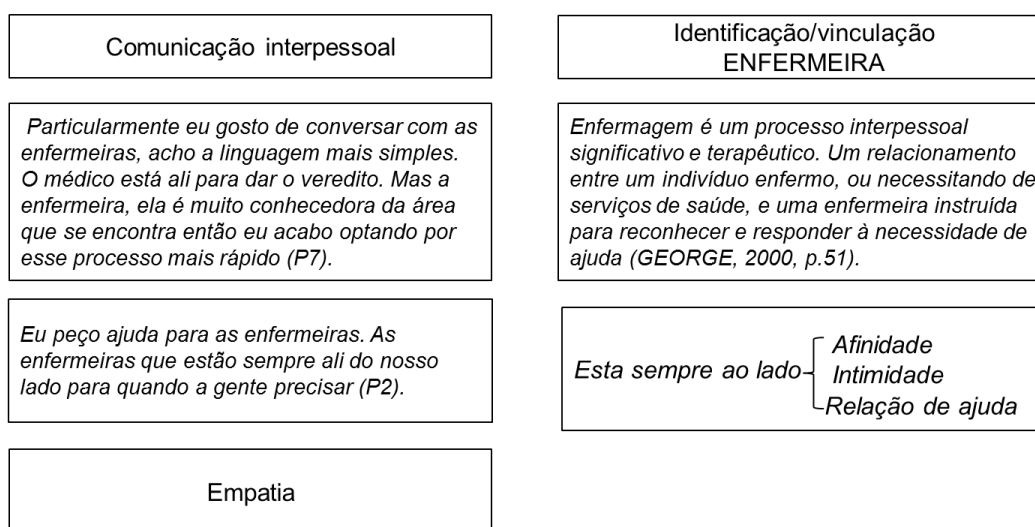 Comunicação interpessoal
Particularmente eu gosto de conversar com as
enfermeiras, acho a linguagem mais simples.
O médico está ali para dar o veredito. Mas a
enfermeira, ela é muito conhecedora da área
que se encontra então eu acabo optando por
esse processo mais rápido (P7).
Eu peço ajuda para as enfermeiras. As
enfermeiras que estão sempre ali do nosso
lado para quando a gente precisar (P2).
Empatia
Identificação/vinculação
ENFERMEIRA
Enfermagem é um processo interpessoal
significativo e terapêutico. Um relacionamento
entre um indivíduo enfermo, ou necessitando de
serviços de saúde, e uma enfermeira instruída
para reconhecer e responder à necessidade de
ajuda (GEORGE, 2000, p.51).
Esta sempre ao lado
Afinidade
Intimidade
Relação de ajuda